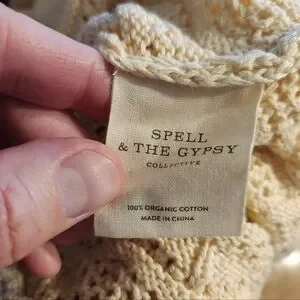 SPELL
& THE GYPSY
COLLECTIVE
100% ORGANIC COTTON
MADE IN CHINA